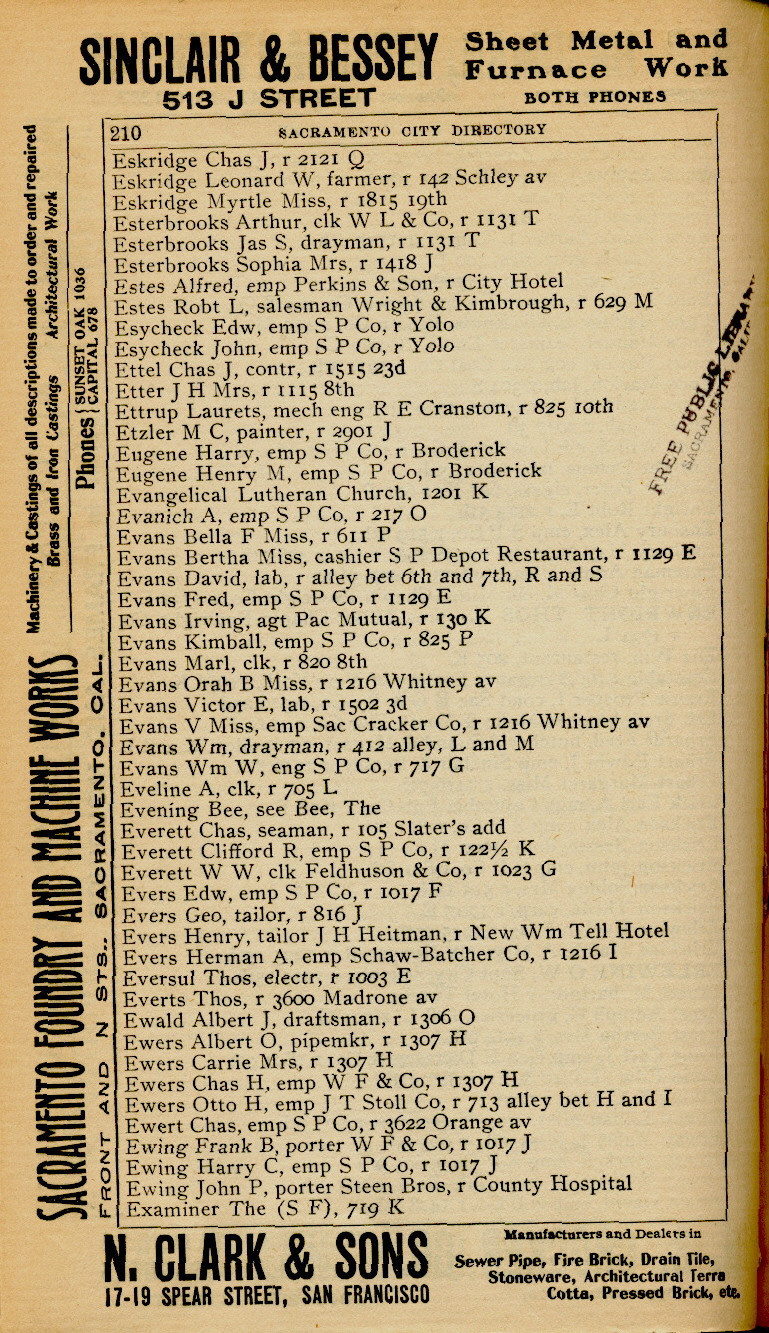 SINCLAIR & BESSEY
513 J STREET
Sheet Metal and
Furnace Work
BOTH PHONES
210 SACRAMENTO CITY DIRECTORY
Eskridge Chas J, r 2121 Q
Eskridge Leonard W, farmer, r 142 Schley av
Eskridge Myrtle Miss, r 1815 19th
Esterbrooks Arthur, clk W L & Co, r 1131 T
Esterbrooks Jas S, drayman, r 1131 T
Esterbrooks Sophia Mrs, r 1418 J
Estes Alfred, emp Perkins & Son, r City Hotel
Estes Robt L, salesman Wright & Kimbrough, r 629 M
Esycheck Edw, emp S P Co, r Yolo
Esycheck John, emp S P Co, r Yolo
Ettel Chas J, contr, r 1515 23d
Etter J H Mrs, r 1115 8th
Ettrup Laurets, mech eng R E Cranston, r 825 10th
Etzler M C, painter, r 2901 J
Eugene Harry, emp S P Co, r Broderick
Eugene Henry M, emp S P Co, r Broderick
Evangelical Lutheran Church, 1201 K
Evanich A, emp S P Co, r 217 O
Evans Bella F Miss, r 611 P
Evans Bertha Miss, cashier S P Depot Restaurant, r 1129 E
Evans David, lab, r alley bet 6th and 7th, R and S
Evans Fred, emp S P Co, r 1129 E
Evans Irving, agt Pac Mutual, r 130 K
Evans Kimball, emp S P Co, r 825 P
Evans Marl, clk, r 820 8th
Evans Orah B Miss, r 1216 Whitney av
Evans Victor E, lab, r 1502 3d
Evans V Miss, emp Sac Cracker Co, r 1216 Whitney av
Evans Wm, drayman, r 412 alley, L and M
Evans Wm W, eng S P Co, r 717 G
Eveline A, clk, r 705 L
Evening Bee, see Bee, The
Everett Chas, seaman, r 105 Slater's add
Everett Clifford R, emp S P Co, r 122½ K
Everett W W, clk Feldhuson & Co, r 1023 G
Evers Edw, emp S P Co, r 1017 F
Evers Geo, tailor, r 816 J
Evers Henry, tailor J H Heitman, r New Wm Tell Hotel
Evers Herman A, emp Schaw-Batcher Co, r 1216 I
Eversul Thos, electr, r 1003 E
Everts Thos, r 3600 Madrone av
Ewald Albert J, draftsman, r 1306 O
Ewers Albert O, pipemkr, r 1307 H
Ewers Carrie Mrs, r 1307 H
Ewers Chas H, emp W F & Co, r 1307 H
Ewers Otto H, emp J T Stoll Co, r 713 alley bet H and I
Ewert Chas, emp S P Co, r 3622 Orange av
Ewing Frank B, porter W F & Co, r 1017 J
Ewing Harry C, emp S P Co, r 1017 J
Ewing John P, porter Steen Bros, r County Hospital
Examiner The (S F), 719 K
SACRAMENTO FOUNDRY AND MACHINE WORKS
FRONT AND N STS., SACRAMENTO, CAL.
Machinery & Castings of all descriptions made to order and repaired
Brass and Iron Castings Architectural Work
Phones { SUNSET OAK 1036
CAPITAL 678
FREE PUBLIC LIBRARY
SACRAMENTO, CALIF
N. CLARK & SONS
17-19 SPEAR STREET, SAN FRANCISCO
Manufacturers and Dealers in
Sewer Pipe, Fire Brick, Drain Tile,
Stoneware, Architectural Terra
Cotta, Pressed Brick, etc.